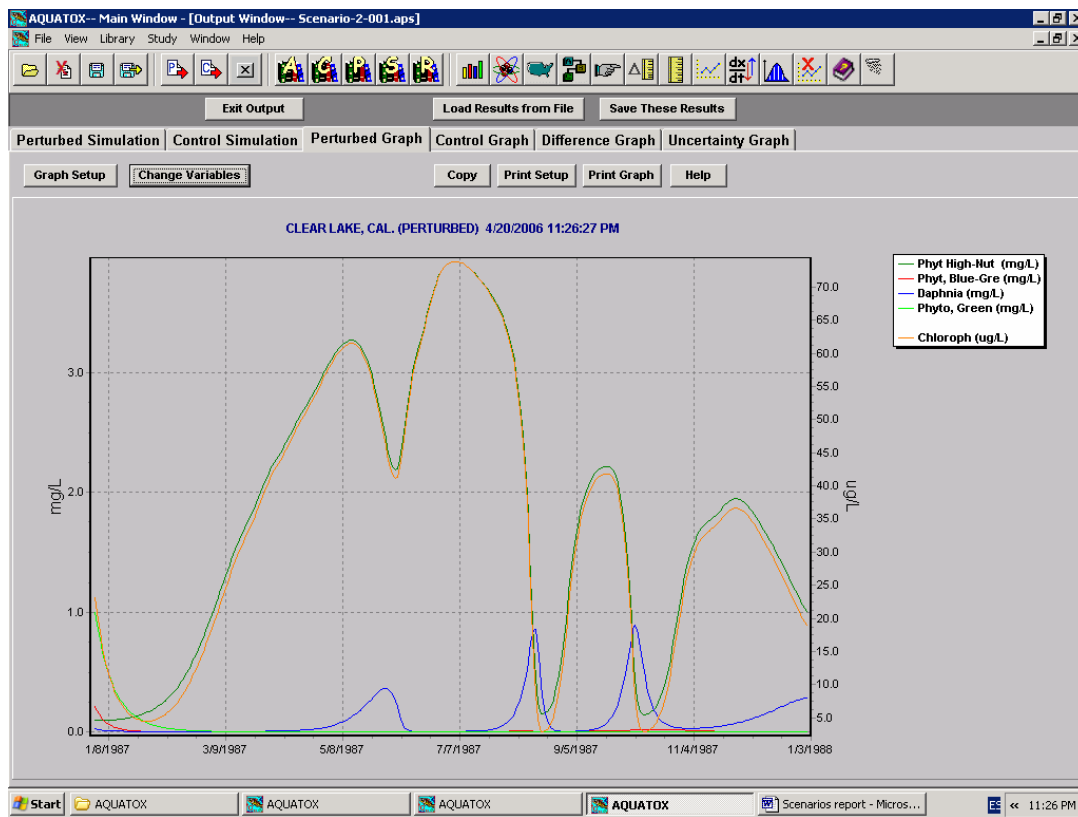 AQUATOX-- Main Window - [Output Window-- Scenario-2-001.aps]
File View Library Study Window Help
P C A C P S R dx dt
Exit Output Load Results from File Save These Results
Perturbed Simulation Control Simulation Perturbed Graph Control Graph Difference Graph Uncertainty Graph
Graph Setup Change Variables Copy Print Setup Print Graph Help
CLEAR LAKE, CAL. (PERTURBED) 4/20/2006 11:26:27 PM
Phyt High-Nut (mg/L)
Phyt, Blue-Gre (mg/L)
Daphnia (mg/L)
Phyto, Green (mg/L)
Chloroph (ug/L)
mg/L
3.0
2.0
1.0
0.0
ug/L
70.0
65.0
60.0
55.0
50.0
45.0
40.0
35.0
30.0
25.0
20.0
15.0
10.0
5.0
1/8/1987 3/9/1987 5/8/1987 7/7/1987 9/5/1987 11/4/1987 1/3/1988
Start AQUATOX AQUATOX AQUATOX AQUATOX Scenarios report - Micros... ES « 11:26 PM